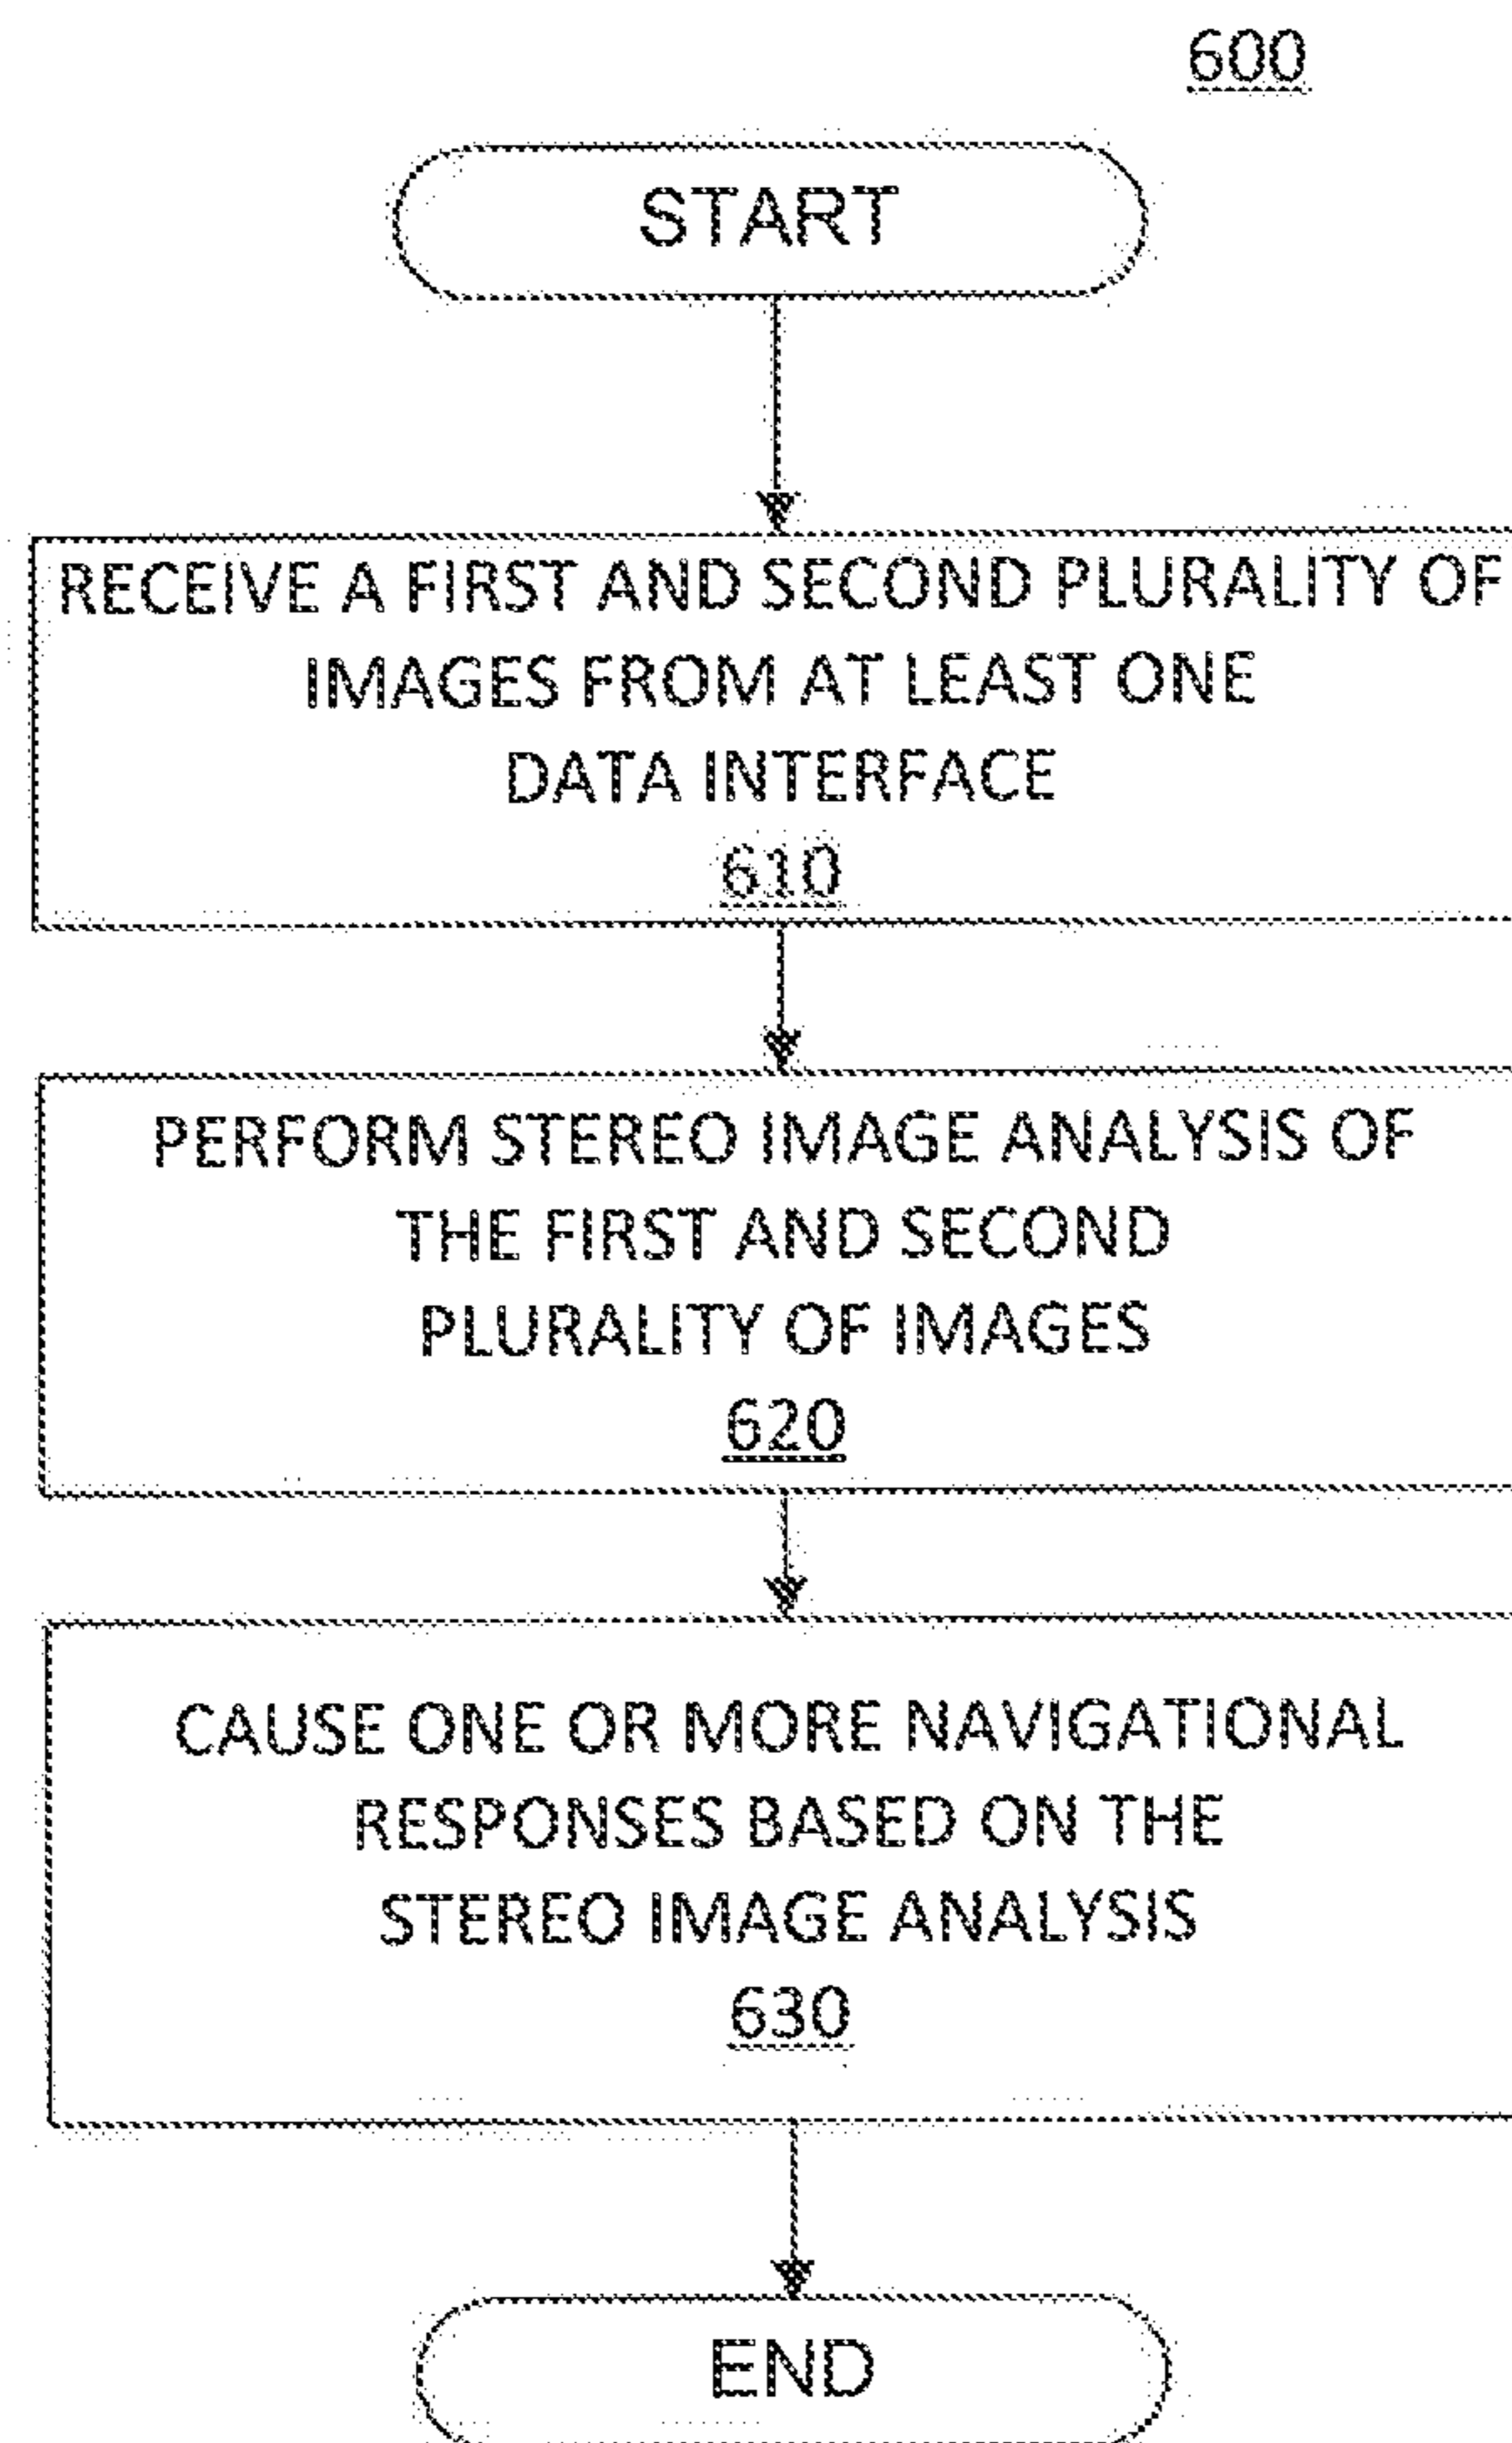 600
START
RECEIVE A FIRST AND SECOND PLURALITY OF
IMAGES FROM AT LEAST ONE
DATA INTERFACE
610
PERFORM STEREO IMAGE ANALYSIS OF
THE FIRST AND SECOND
PLURALITY OF IMAGES
620
CAUSE ONE OR MORE NAVIGATIONAL
RESPONSES BASED ON THE
STEREO IMAGE ANALYSIS
630
END